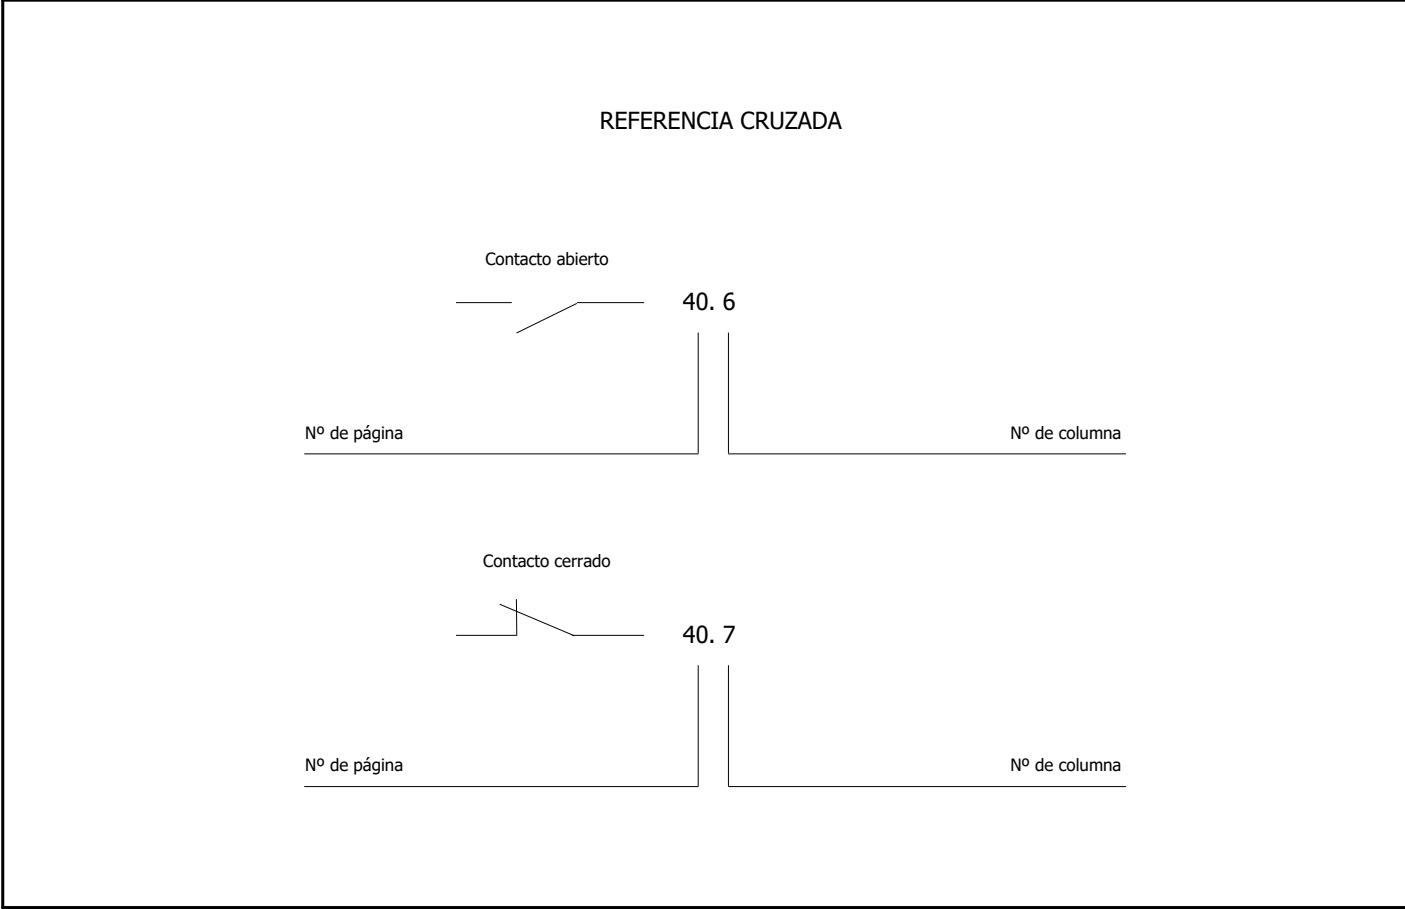 REFERENCIA CRUZADA
Contacto abierto
40. 6
Nº de página
Nº de columna
Contacto cerrado
40. 7
Nº de página
Nº de columna